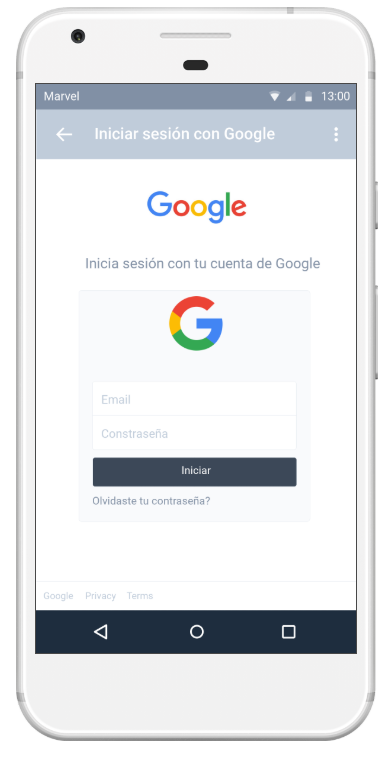 Marvel 13:00
Iniciar sesión con Google
Google
Inicia sesión con tu cuenta de Google
G
Email
Constraseña
Iniciar
Olvidaste tu contraseña?
Google Privacy Terms